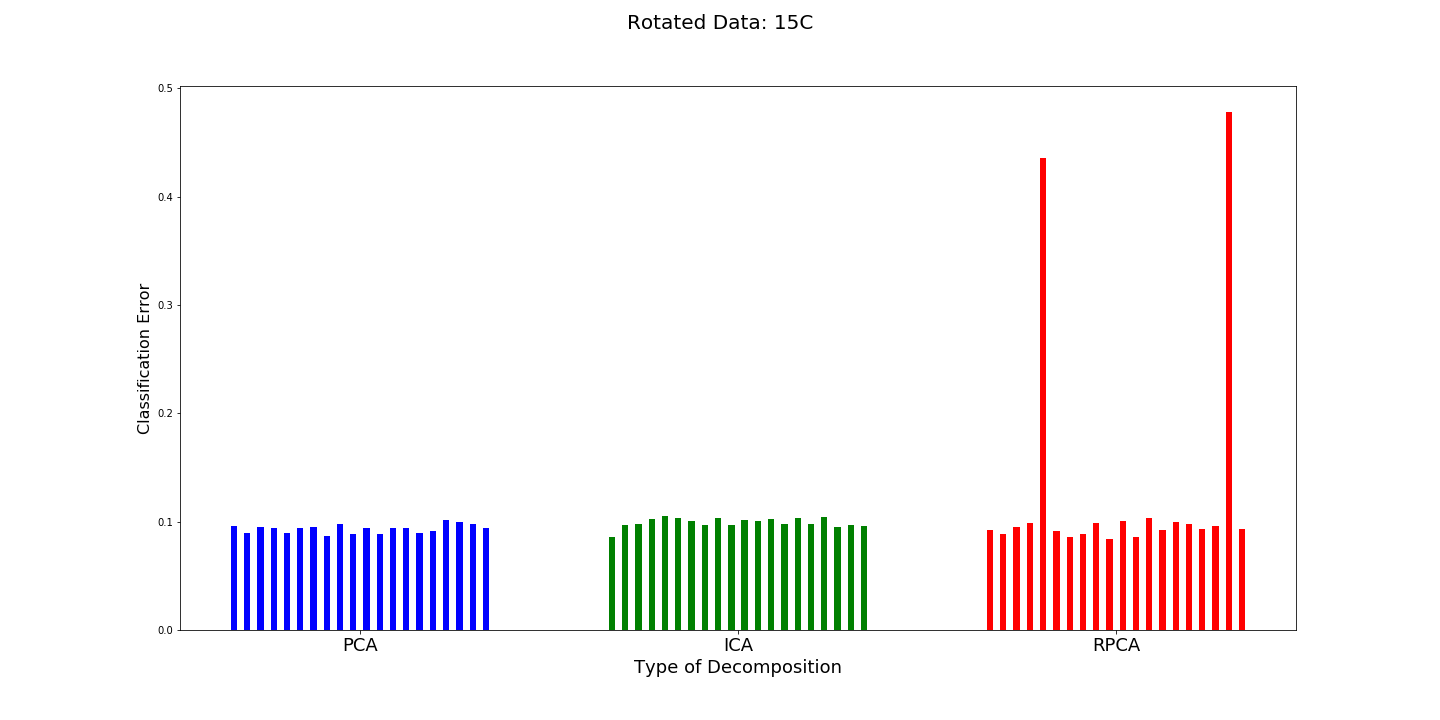 Rotated Data: 15C
0.5
0.4
0.3
0.2
0.1
0.0
Classification Error
PCA ICA RPCA
Type of Decomposition